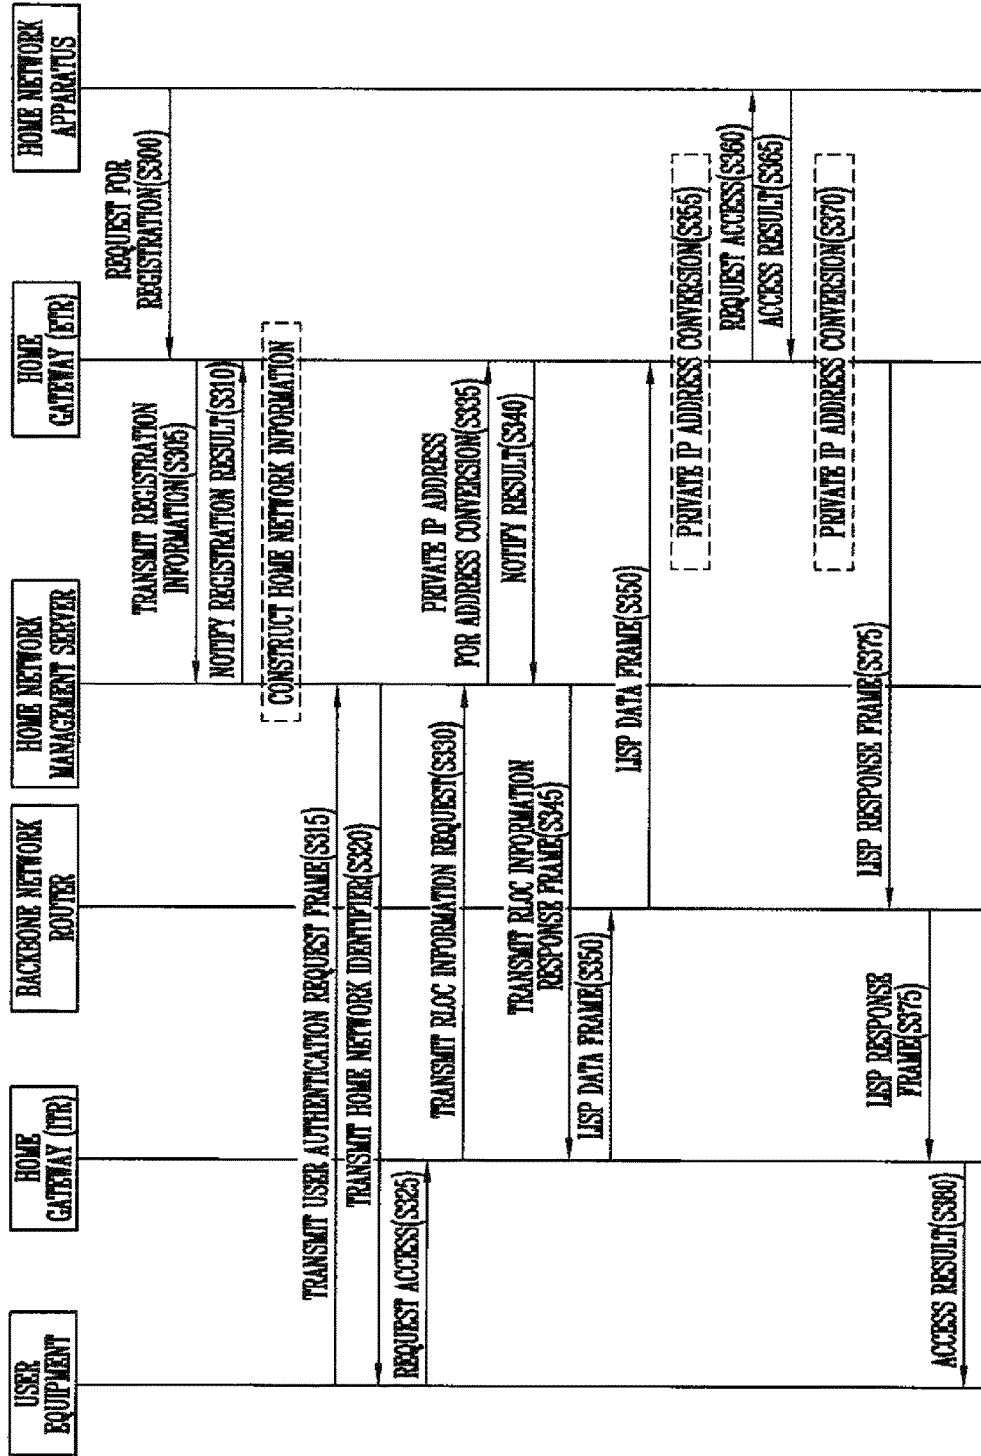 USER
EQUIPMENT
HOME
GATEWAY (ITR)
BACKBONE NETWORK
ROUTER
HOME NETWORK
MANAGEMENT SERVER
HOME
GATEWAY (ETR)
HOME NETWORK
APPARATUS
REQUEST FOR
REGISTRATION(S300)
TRANSMIT REGISTRATION
INFORMATION(S305)
NOTIFY REGISTRATION RESULT(S310)
CONSTRUCT HOME NETWORK INFORMATION
TRANSMIT USER AUTHENTICATION REQUEST FRAME(S315)
TRANSMIT HOME NETWORK IDENTIFIER(S320)
REQUEST ACCESS(S325)
TRANSMIT RLOC INFORMATION REQUEST(S330)
PRIVATE IP ADDRESS
FOR ADDRESS CONVERSION(S335)
NOTIFY RESULT(S340)
TRANSMIT RLOC INFORMATION
RESPONSE FRAME(S345)
LISP DATA FRAME(S350)
LISP DATA FRAME(S350)
PRIVATE IP ADDRESS CONVERSION(S355)
REQUEST ACCESS(S360)
ACCESS RESULT(S365)
PRIVATE IP ADDRESS CONVERSION(S370)
LISP RESPONSE FRAME(S375)
LISP RESPONSE
FRAME(S375)
ACCESS RESULT(S380)